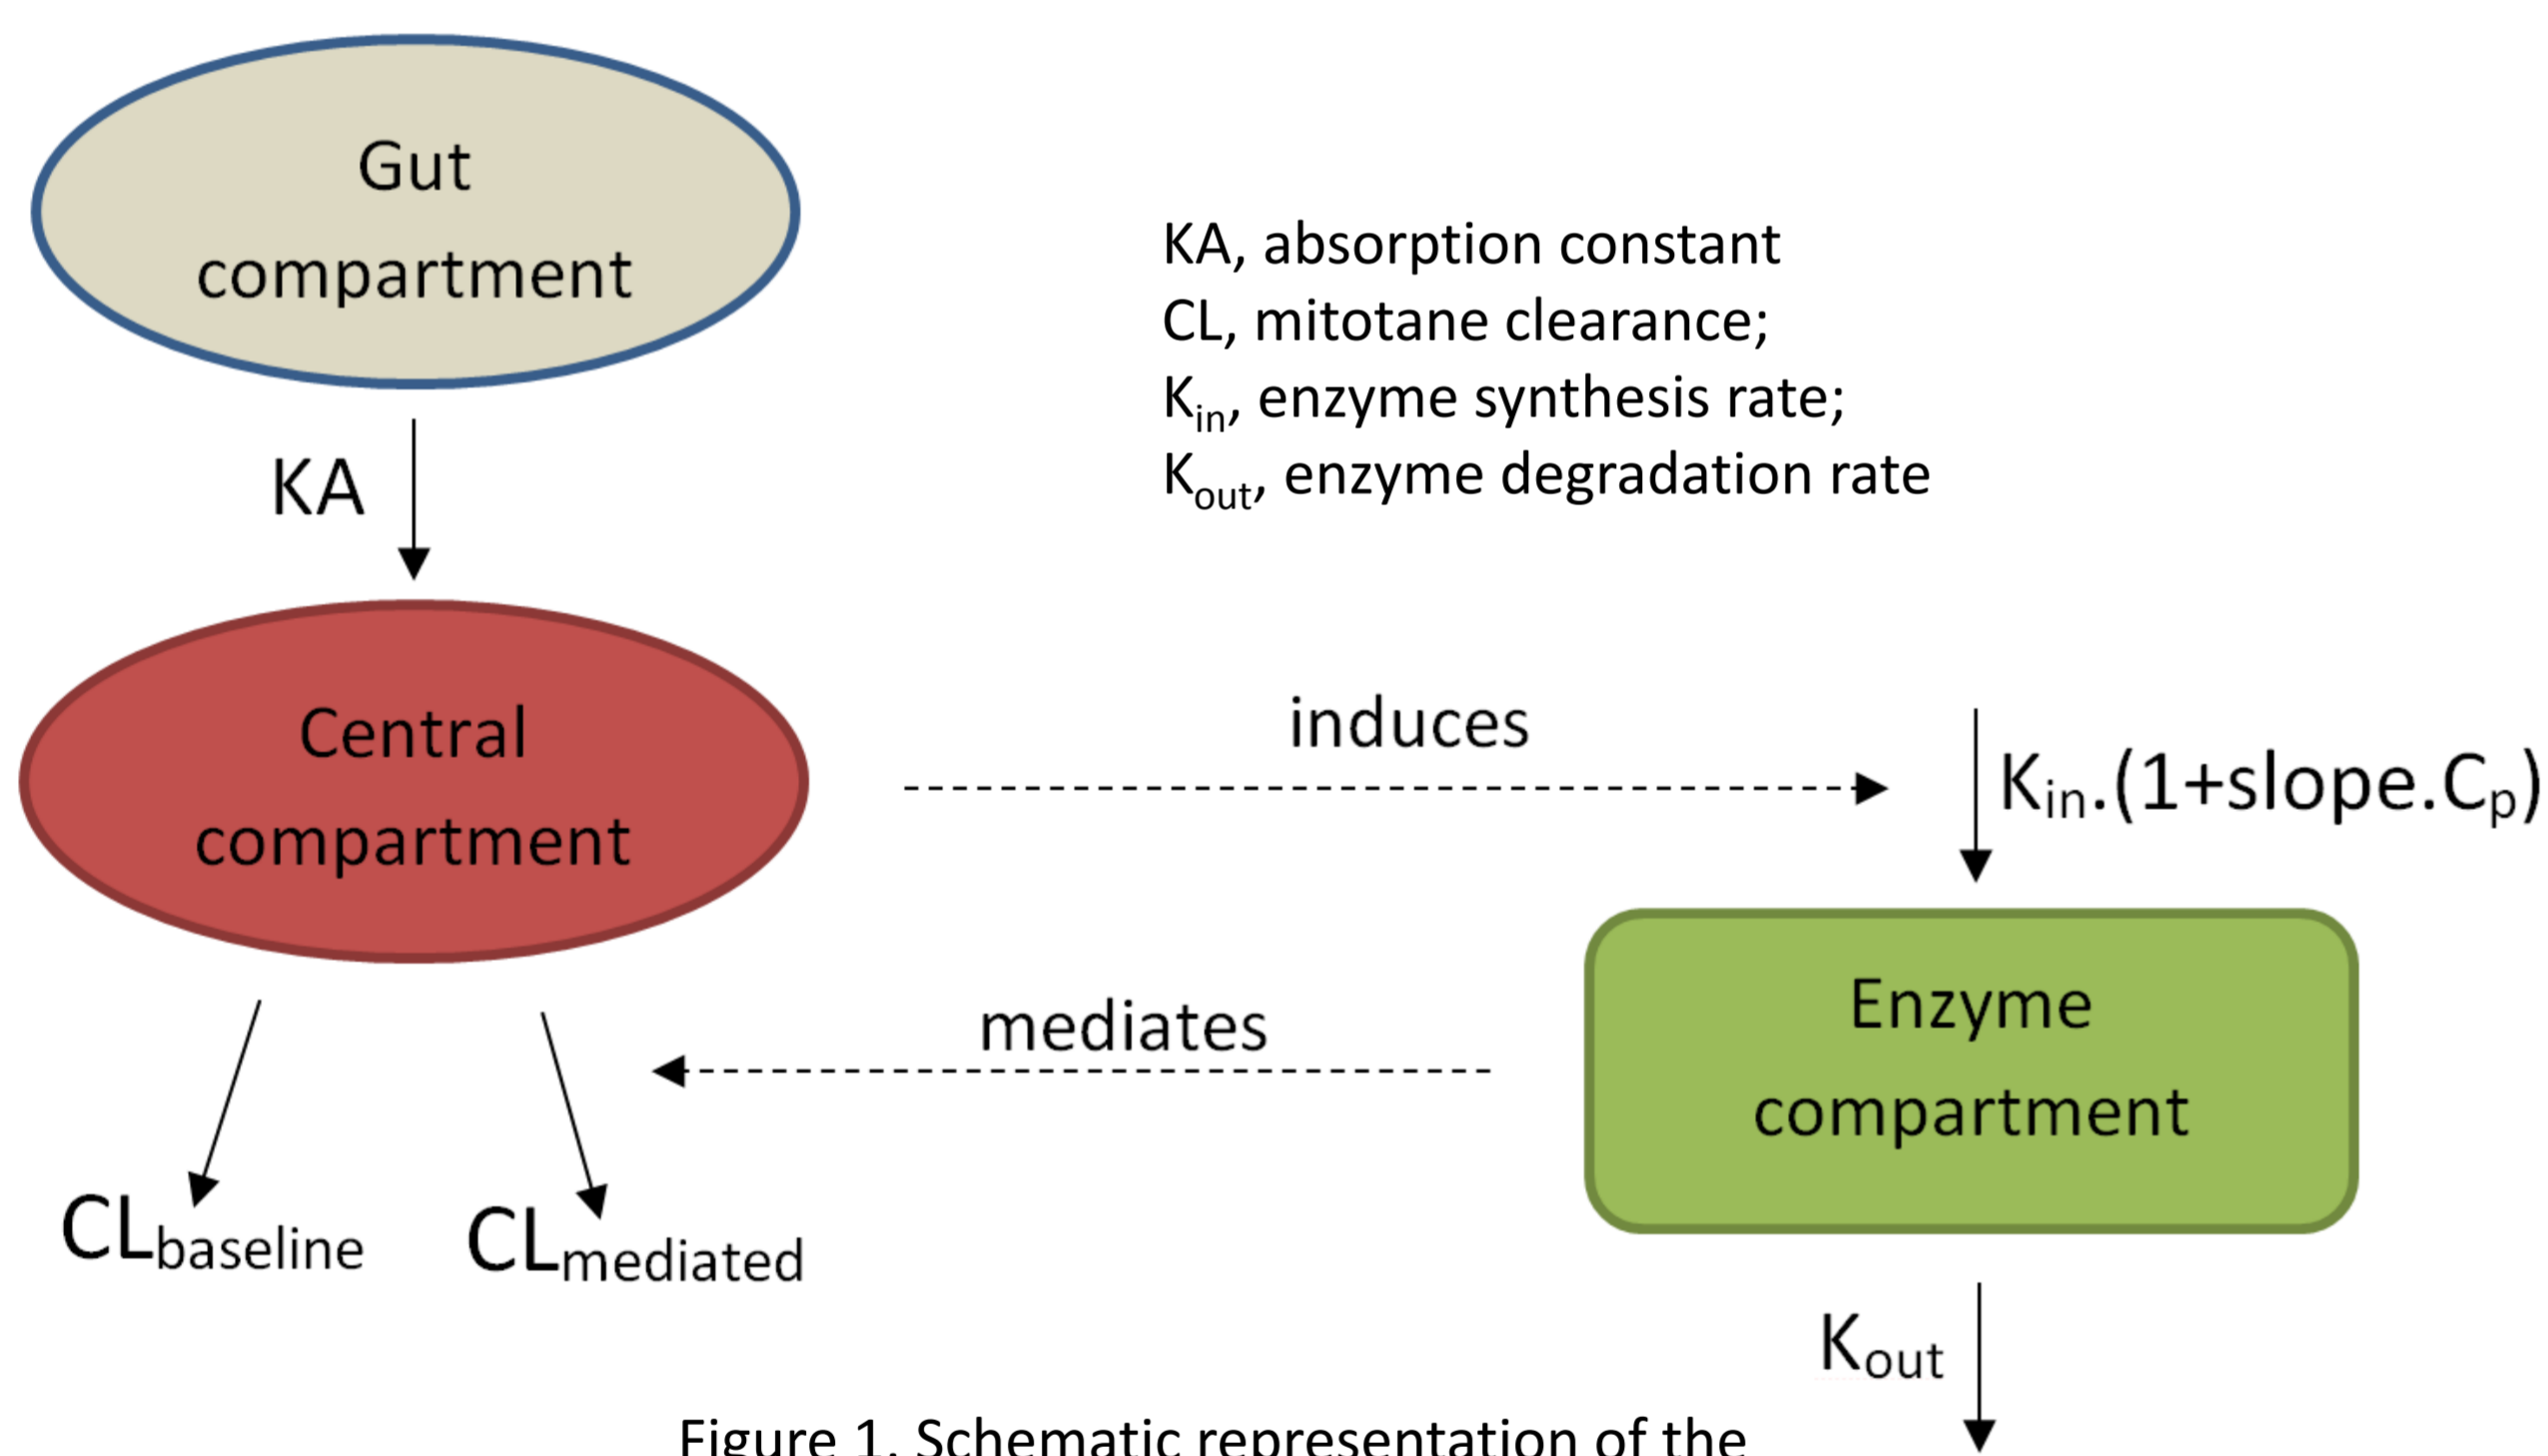 Gut
compartment
KA, absorption constant
CL, mitotane clearance;
Kin, enzyme synthesis rate;
Kout, enzyme degradation rate
KA
Central
compartment
induces
Kin.(1+slope.Cp)
mediates
Enzyme
compartment
CLbaseline
CLmediated
Kout
Figure 1. Schematic representation of the